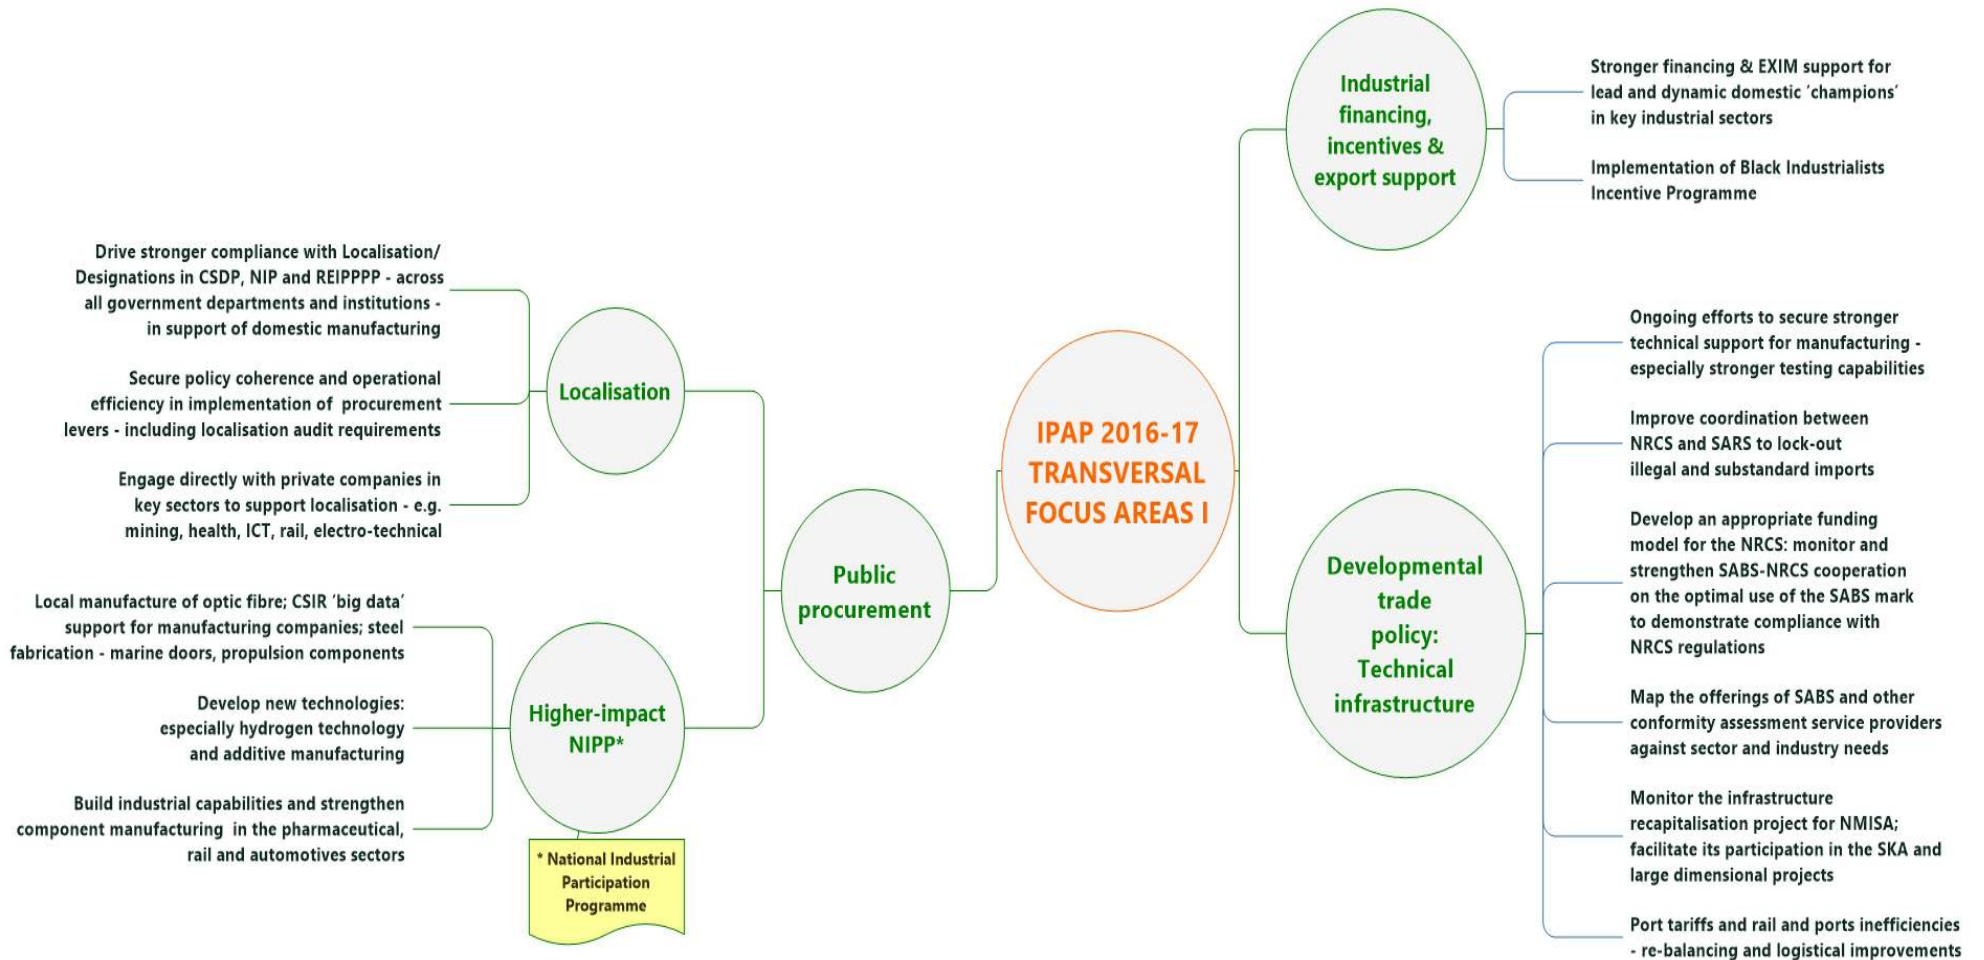 IPAP 2016-17
TRANSVERSAL
FOCUS AREAS I
Industrial
financing,
incentives &
export support
Stronger financing & EXIM support for
lead and dynamic domestic ‘champions’
in key industrial sectors
Implementation of Black Industrialists
Incentive Programme
Developmental
trade
policy:
Technical
infrastructure
Ongoing efforts to secure stronger
technical support for manufacturing -
especially stronger testing capabilities
Improve coordination between
NRCS and SARS to lock-out
illegal and substandard imports
Develop an appropriate funding
model for the NRCS: monitor and
strengthen SABS-NRCS cooperation
on the optimal use of the SABS mark
to demonstrate compliance with
NRCS regulations
Map the offerings of SABS and other
conformity assessment service providers
against sector and industry needs
Monitor the infrastructure
recapitalisation project for NMISA;
facilitate its participation in the SKA and
large dimensional projects
Port tariffs and rail and ports inefficiencies
- re-balancing and logistical improvements
Public
procurement
Localisation
Drive stronger compliance with Localisation/
Designations in CSDP, NIP and REIPPPP - across
all government departments and institutions -
in support of domestic manufacturing
Secure policy coherence and operational
efficiency in implementation of procurement
levers - including localisation audit requirements
Engage directly with private companies in
key sectors to support localisation - e.g.
mining, health, ICT, rail, electro-technical
Higher-impact
NIPP*
Local manufacture of optic fibre; CSIR ‘big data’
support for manufacturing companies; steel
fabrication - marine doors, propulsion components
Develop new technologies:
especially hydrogen technology
and additive manufacturing
Build industrial capabilities and strengthen
component manufacturing in the pharmaceutical,
rail and automotives sectors
* National Industrial
Participation
Programme